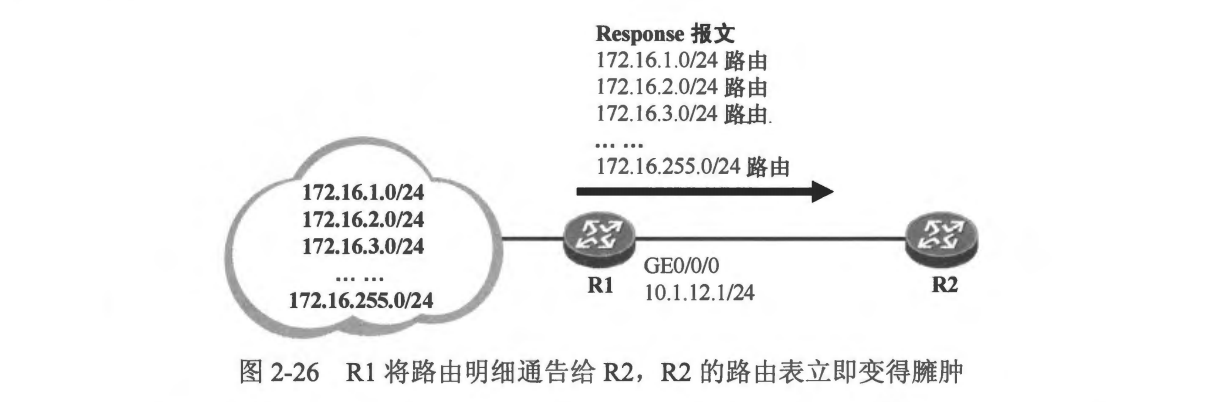 Response 报文
172.16.1.0/24 路由
172.16.2.0/24 路由
172.16.3.0/24 路由
... ...
172.16.255.0/24 路由
172.16.1.0/24
172.16.2.0/24
172.16.3.0/24
... ...
172.16.255.0/24
R1
GE0/0/0
10.1.12.1/24
R2
图 2-26 R1 将路由明细通告给 R2，R2 的路由表立即变得臃肿